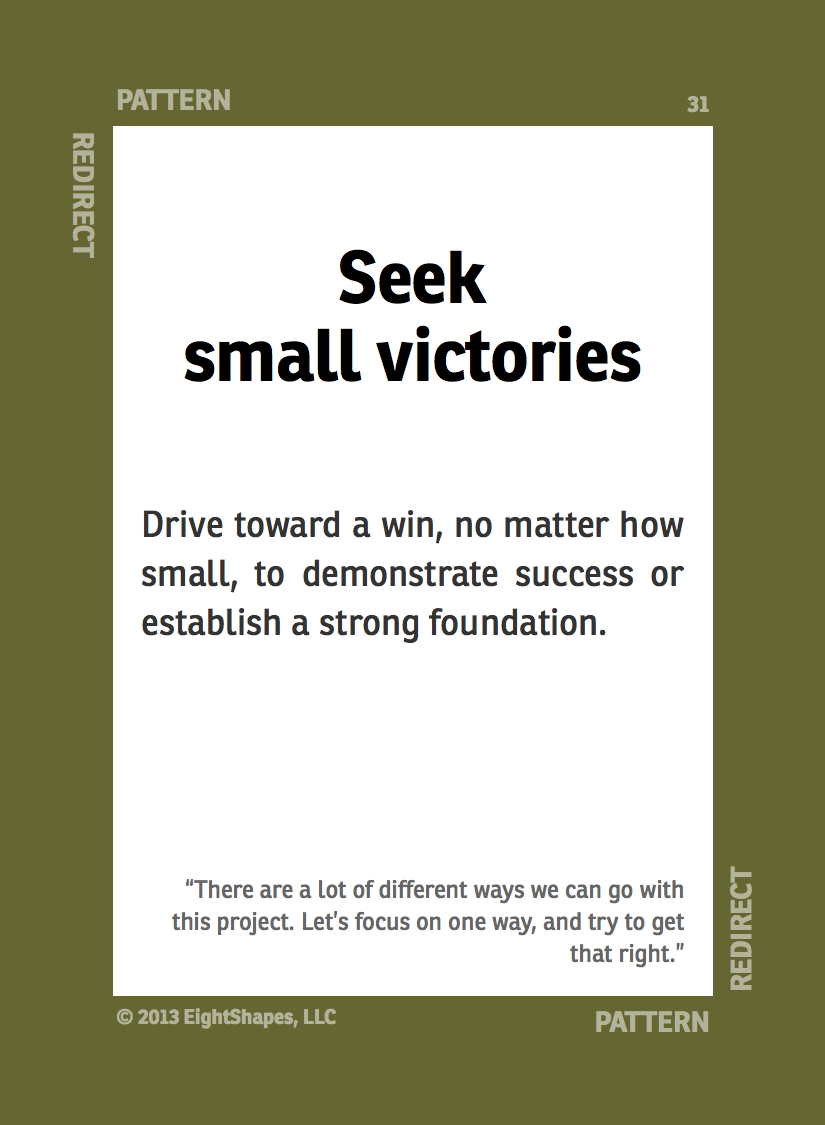 PATTERN
31
REDIRECT
Seek
small victories
Drive toward a win, no matter how
small, to demonstrate success or
establish a strong foundation.
“There are a lot of different ways we can go with
this project. Let’s focus on one way, and try to get
that right.”
REDIRECT
© 2013 EightShapes, LLC
PATTERN